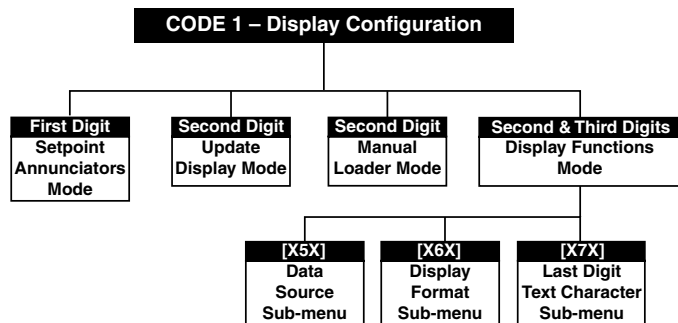 CODE 1 – Display Configuration
First Digit
Setpoint
Annunciators
Mode
Second Digit
Update
Display Mode
Second Digit
Manual
Loader Mode
Second & Third Digits
Display Functions
Mode
[X5X]
Data
Source
Sub-menu
[X6X]
Display
Format
Sub-menu
[X7X]
Last Digit
Text Character
Sub-menu